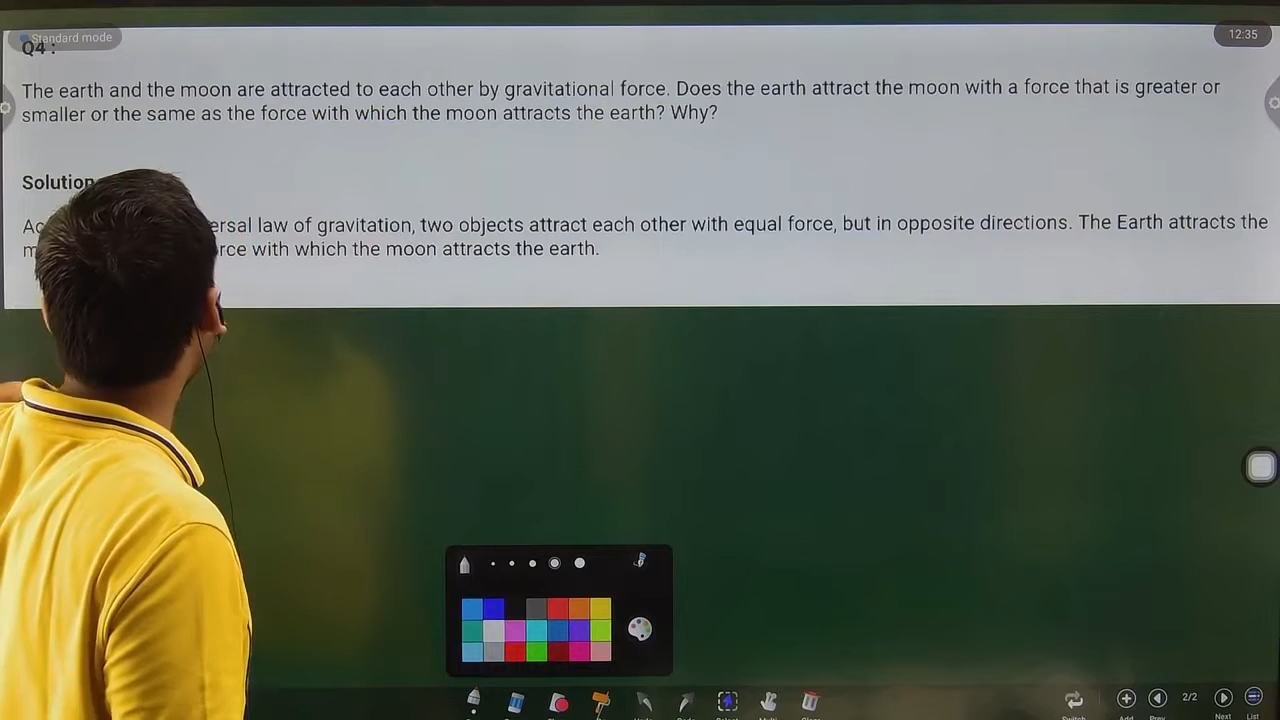 Standard mode
12:35
Q4 :
The earth and the moon are attracted to each other by gravitational force. Does the earth attract the moon with a force that is greater or
smaller or the same as the force with which the moon attracts the earth? Why?
Solution
ersal law of gravitation, two objects attract each other with equal force, but in opposite directions. The Earth attracts the
rce with which the moon attracts the earth.
2/2
Next
List